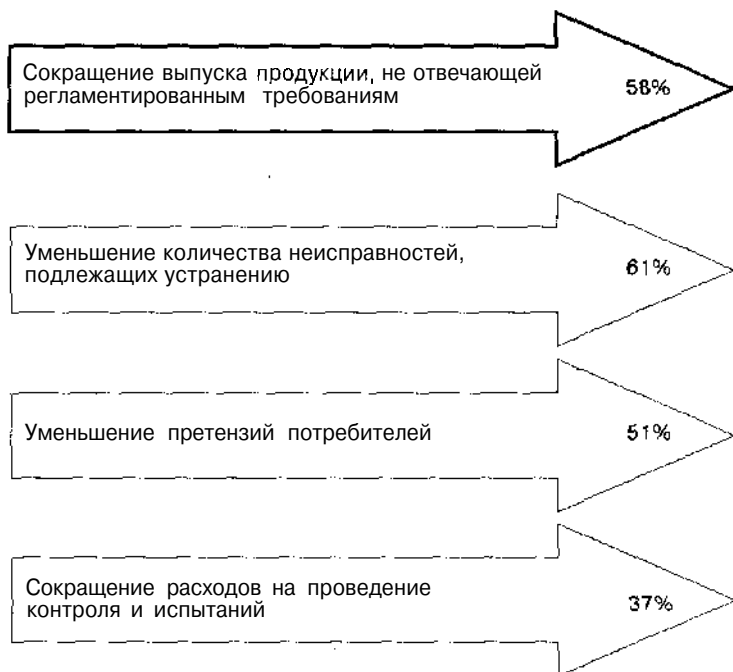 Сокращение выпуска продукции, не отвечающей
регламентированным требованиям
58%
Уменьшение количества неисправностей,
подлежащих устранению
61%
Уменьшение претензий потребителей
51%
Сокращение расходов на проведение
контроля и испытаний
37%